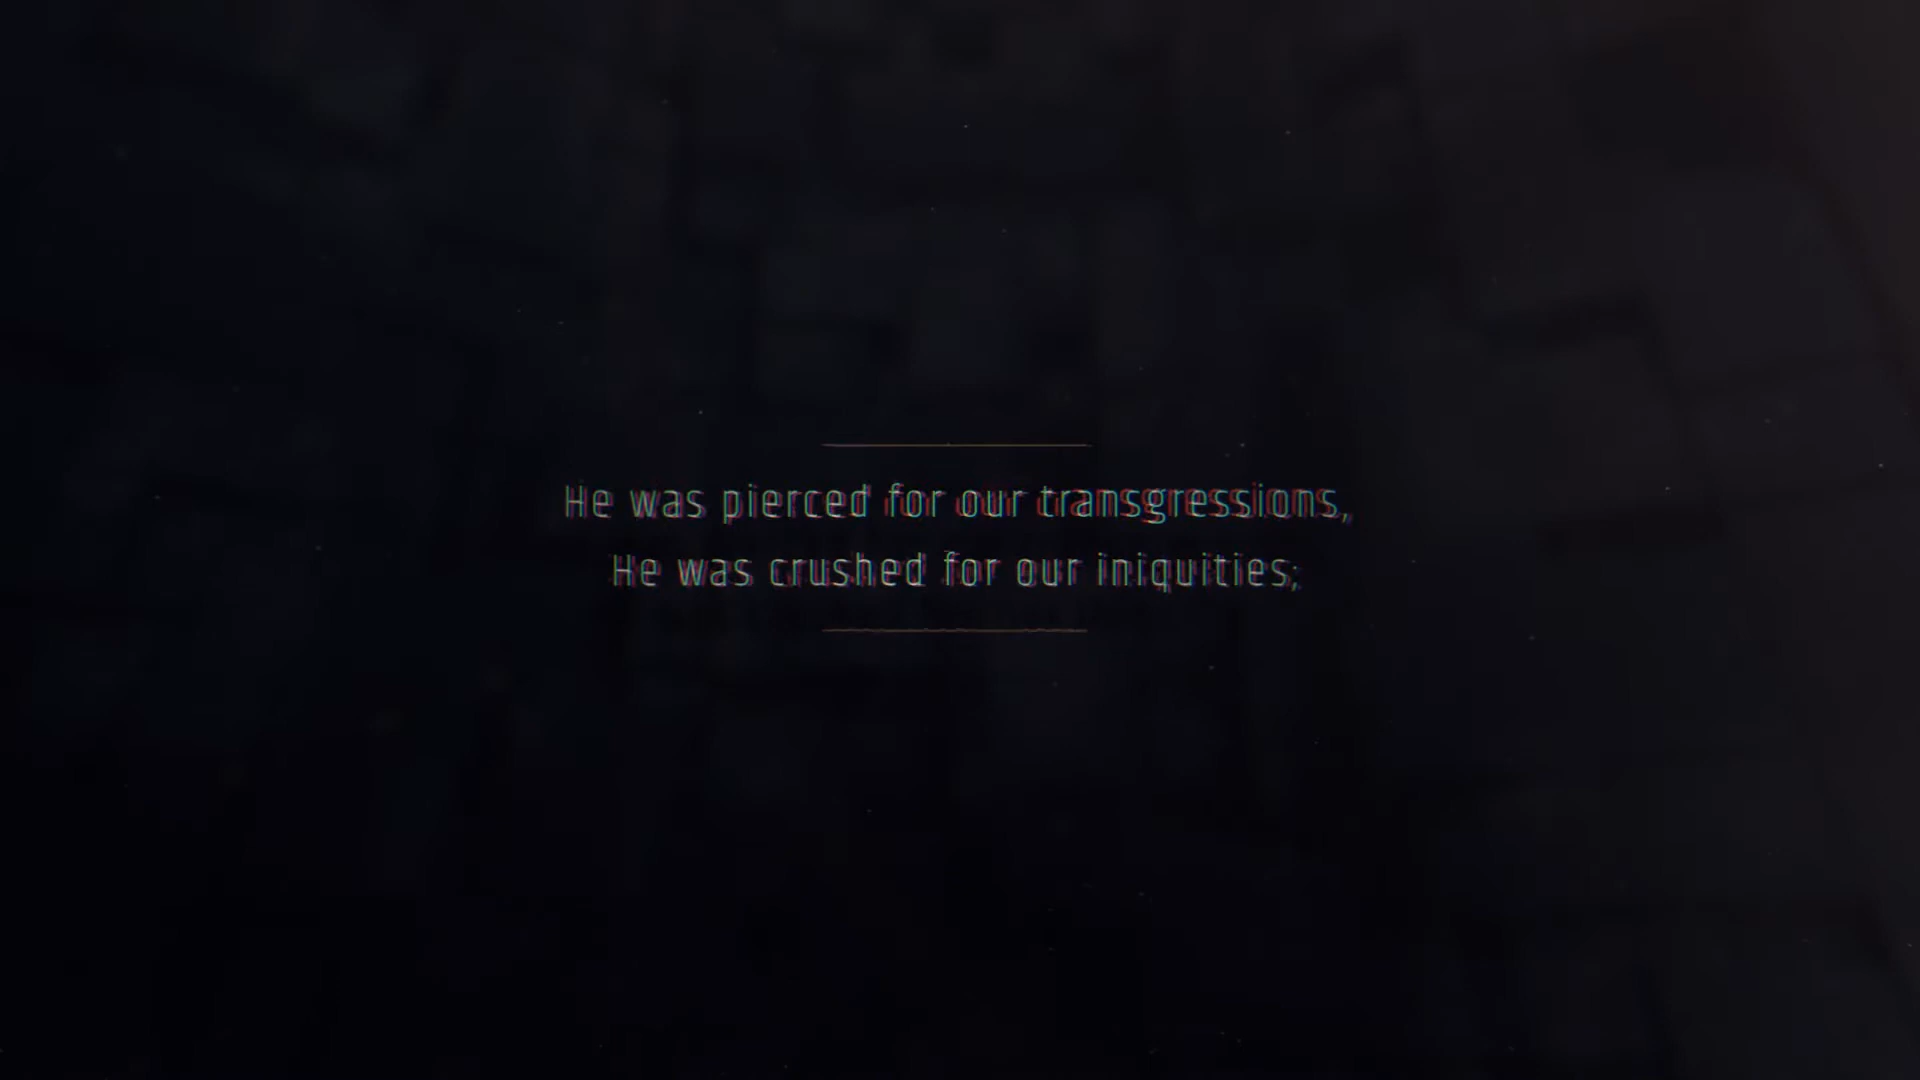 He was pierced for our transgressions,
He was crushed for our iniquities;